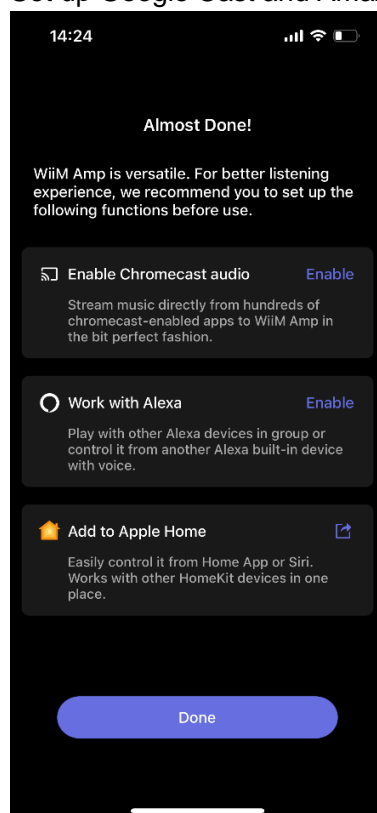 14:24
Almost Done!
WiiM Amp is versatile. For better listening
experience, we recommend you to set up the
following functions before use.
Enable Chromecast audio Enable
Stream music directly from hundreds of
chromecast-enabled apps to WiiM Amp in
the bit perfect fashion.
Work with Alexa Enable
Play with other Alexa devices in group or
control it from another Alexa built-in device
with voice.
Add to Apple Home
Easily control it from Home App or Siri.
Works with other HomeKit devices in one
place.
Done